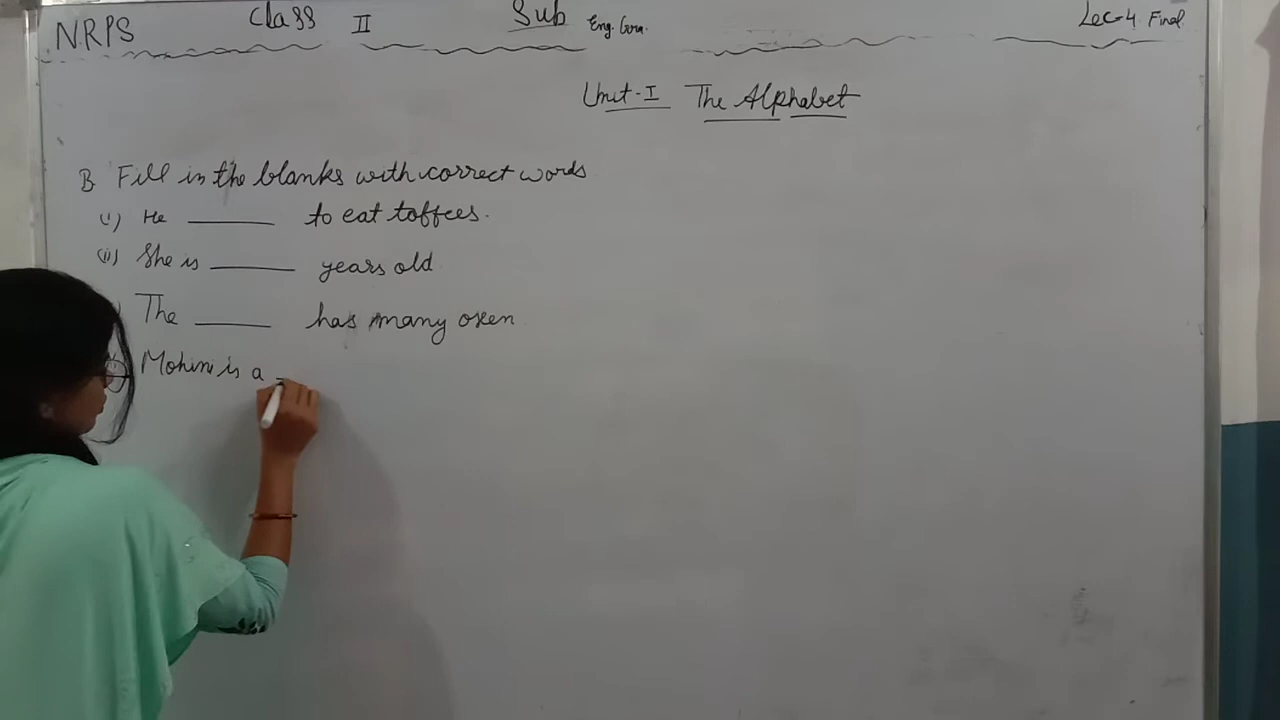 NRPS Class II Sub Eng. Gra. Lec-4 Final
Unit-I The Alphabet
B Fill in the blanks with correct words
(i) He ______ to eat toffees.
(ii) She is ______ years old
The ______ has many oxen
Mohini is a